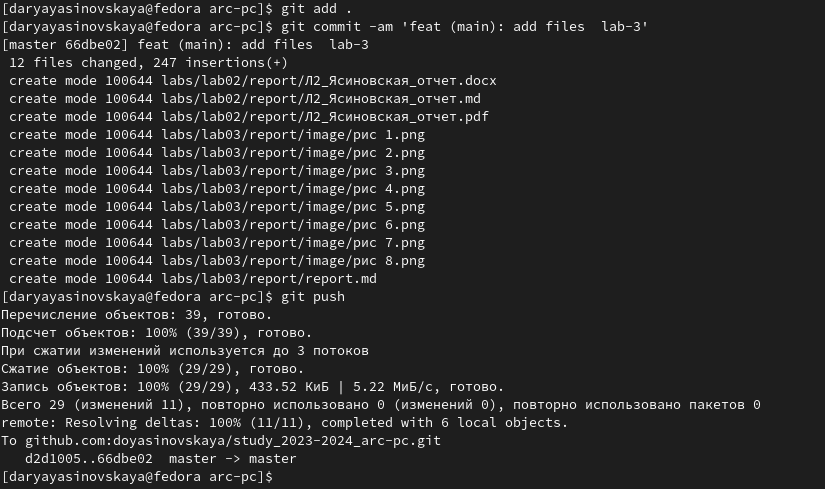 [daryayasinovskaya@fedora arc-pc]$ git add .
[daryayasinovskaya@fedora arc-pc]$ git commit -am 'feat (main): add files  lab-3'
[master 66dbe02] feat (main): add files  lab-3
 12 files changed, 247 insertions(+)
 create mode 100644 labs/lab02/report/Л2_Ясиновская_отчет.docx
 create mode 100644 labs/lab02/report/Л2_Ясиновская_отчет.md
 create mode 100644 labs/lab02/report/Л2_Ясиновская_отчет.pdf
 create mode 100644 labs/lab03/report/image/рис 1.png
 create mode 100644 labs/lab03/report/image/рис 2.png
 create mode 100644 labs/lab03/report/image/рис 3.png
 create mode 100644 labs/lab03/report/image/рис 4.png
 create mode 100644 labs/lab03/report/image/рис 5.png
 create mode 100644 labs/lab03/report/image/рис 6.png
 create mode 100644 labs/lab03/report/image/рис 7.png
 create mode 100644 labs/lab03/report/image/рис 8.png
 create mode 100644 labs/lab03/report/report.md
[daryayasinovskaya@fedora arc-pc]$ git push
Перечисление объектов: 39, готово.
Подсчет объектов: 100% (39/39), готово.
При сжатии изменений используется до 3 потоков
Сжатие объектов: 100% (29/29), готово.
Запись объектов: 100% (29/29), 433.52 КиБ | 5.22 МиБ/с, готово.
Всего 29 (изменений 11), повторно использовано 0 (изменений 0), повторно использовано пакетов 0
remote: Resolving deltas: 100% (11/11), completed with 6 local objects.
To github.com:doyasinovskaya/study_2023-2024_arc-pc.git
   d2d1005..66dbe02  master -> master
[daryayasinovskaya@fedora arc-pc]$